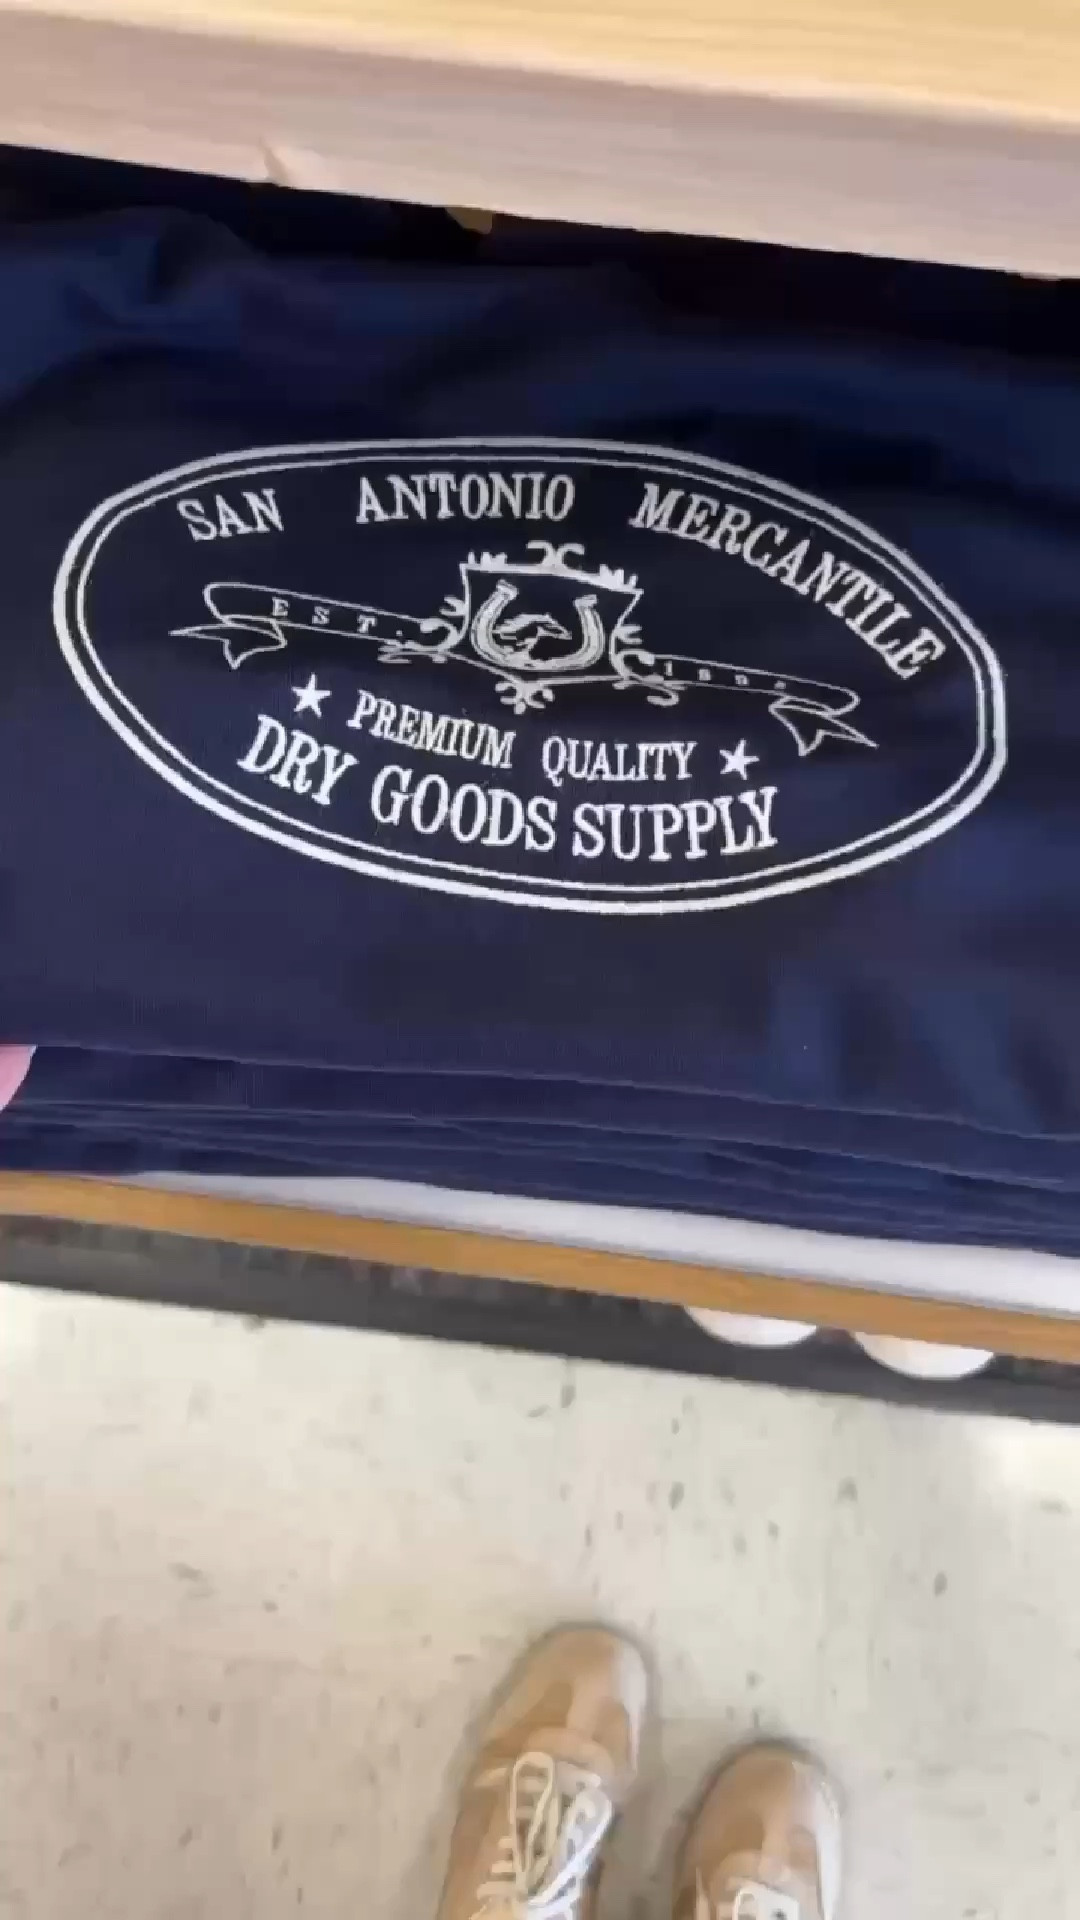 SAN ANTONIO MERCANTILE
EST.
★ PREMIUM QUALITY ★
DRY GOODS SUPPLY